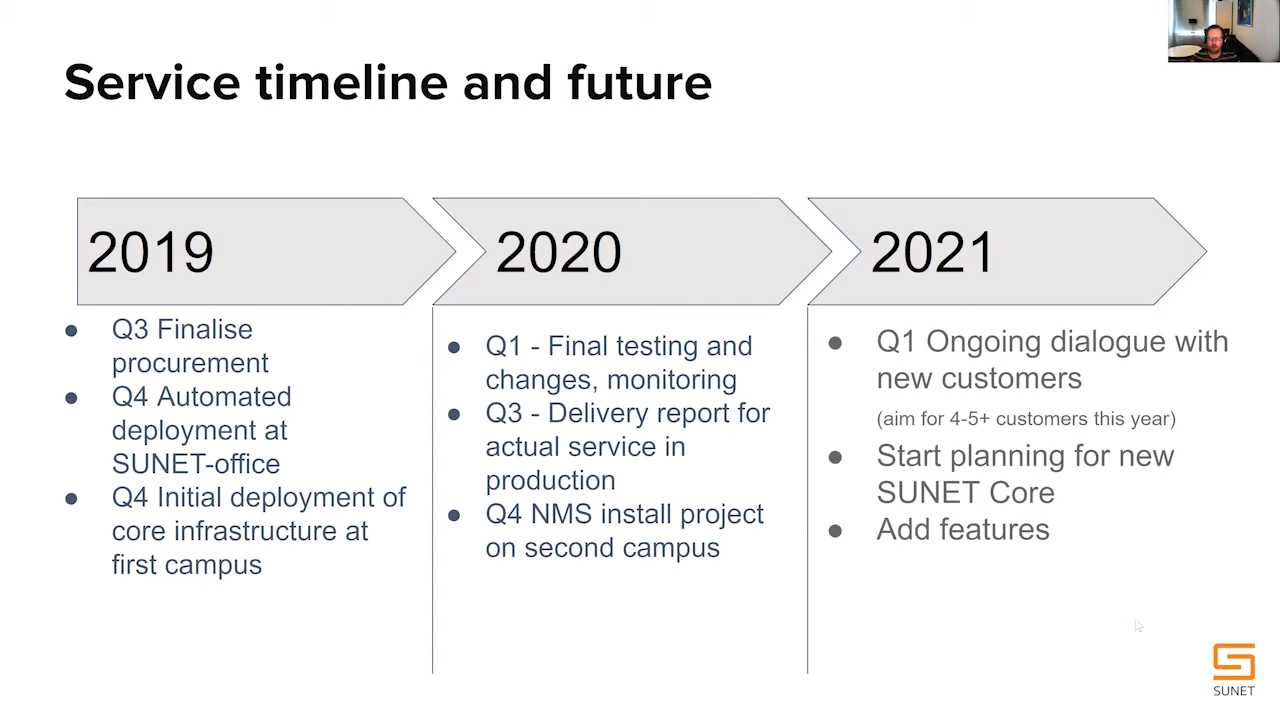 Service timeline and future
2019
● Q3 Finalise
procurement
● Q4 Automated
deployment at
SUNET-office
● Q4 Initial deployment of
core infrastructure at
first campus
2020
● Q1 - Final testing and
changes, monitoring
● Q3 - Delivery report for
actual service in
production
● Q4 NMS install project
on second campus
2021
● Q1 Ongoing dialogue with
new customers
(aim for 4-5+ customers this year)
● Start planning for new
SUNET Core
● Add features
SUNET